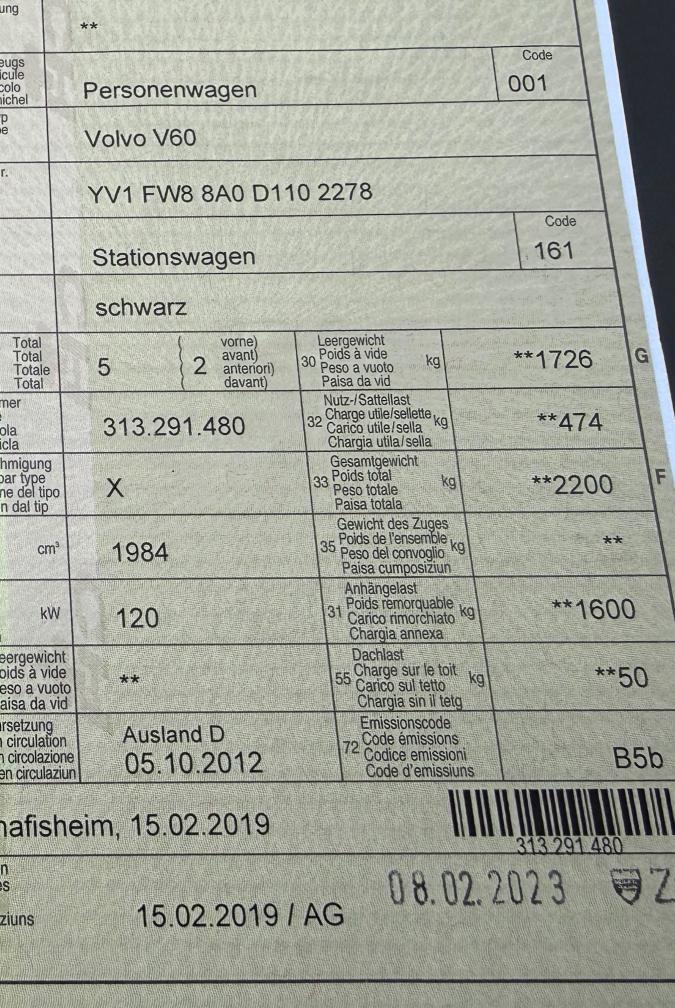 ung
**
eugs
icule
colo
nichel
Personenwagen
Code
001
p
e
Volvo V60
r.
YV1 FW8 8A0 D110 2278
Stationswagen
Code
161
schwarz
Total
Total
Totale
Total
5
2
vorne)
avant)
anteriori)
davant)
30
Leergewicht
Poids à vide
Peso a vuoto
Paisa da vid
kg
**1726
G
mer
e
ola
icla
313.291.480
32
Nutz-/Sattellast
Charge utile/sellette
Carico utile/sella
Chargia utila/sella
kg
**474
hmigung
par type
ne del tipo
n dal tip
X
33
Gesamtgewicht
Poids total
Peso totale
Paisa totala
kg
**2200
F
cm³
1984
35
Gewicht des Zuges
Poids de l'ensemble
Peso del convoglio
Paisa cumposiziun
kg
**
kW
120
31
Anhängelast
Poids remorquable
Carico rimorchiato
Chargia annexa
kg
**1600
eergewicht
oids à vide
eso a vuoto
aisa da vid
**
55
Dachlast
Charge sur le toit
Carico sul tetto
Chargia sin il tetg
kg
**50
rsetzung
n circulation
n circolazione
en circulaziun
Ausland D
05.10.2012
72
Emissionscode
Code émissions
Codice emissioni
Code d'emissiuns
B5b
hafisheim, 15.02.2019
313 291 480
n
es
ziuns
15.02.2019 / AG
08.02.2023
Z